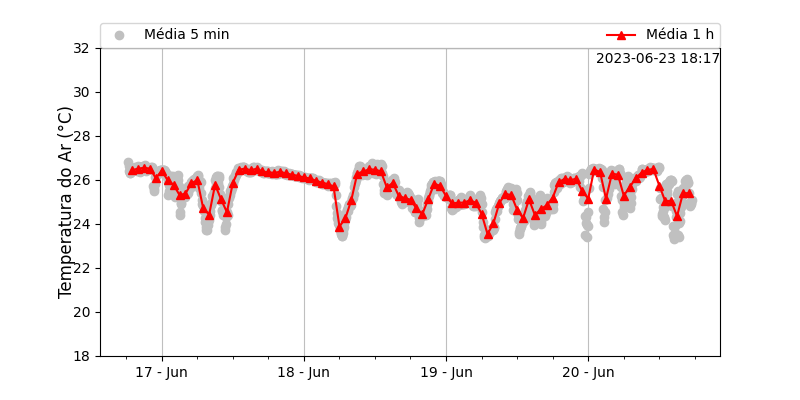 Média 5 min
Média 1 h
2023-06-23 18:17
Temperatura do Ar (°C)
32
30
28
26
24
22
20
18
17 - Jun
18 - Jun
19 - Jun
20 - Jun